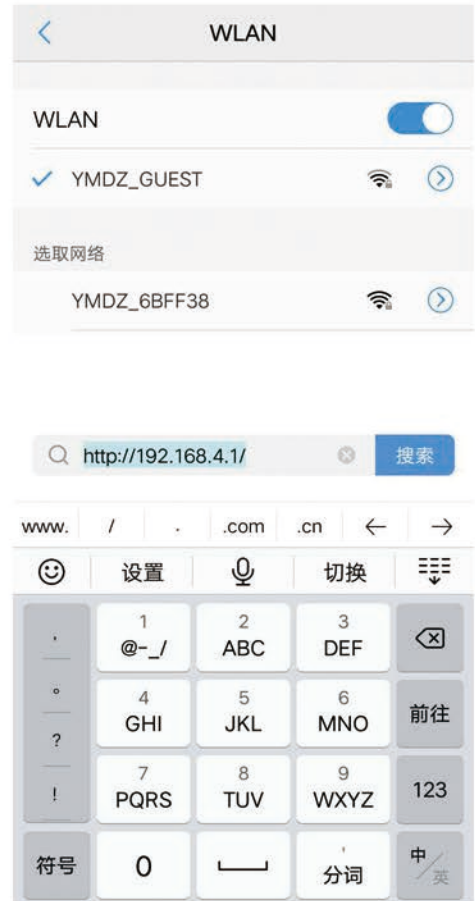 WLAN
WLAN
YMDZ_GUEST
选取网络
YMDZ_6BFF38
http://192.168.4.1/ 搜索
www. / . .com .cn ← →
设置 切换
, 1 2 3
@-_/ ABC DEF
。 4 5 6 前往
GHI JKL MNO
? 7 8 9
! PQRS TUV WXYZ 123
符号 0 ' 分词 中/英